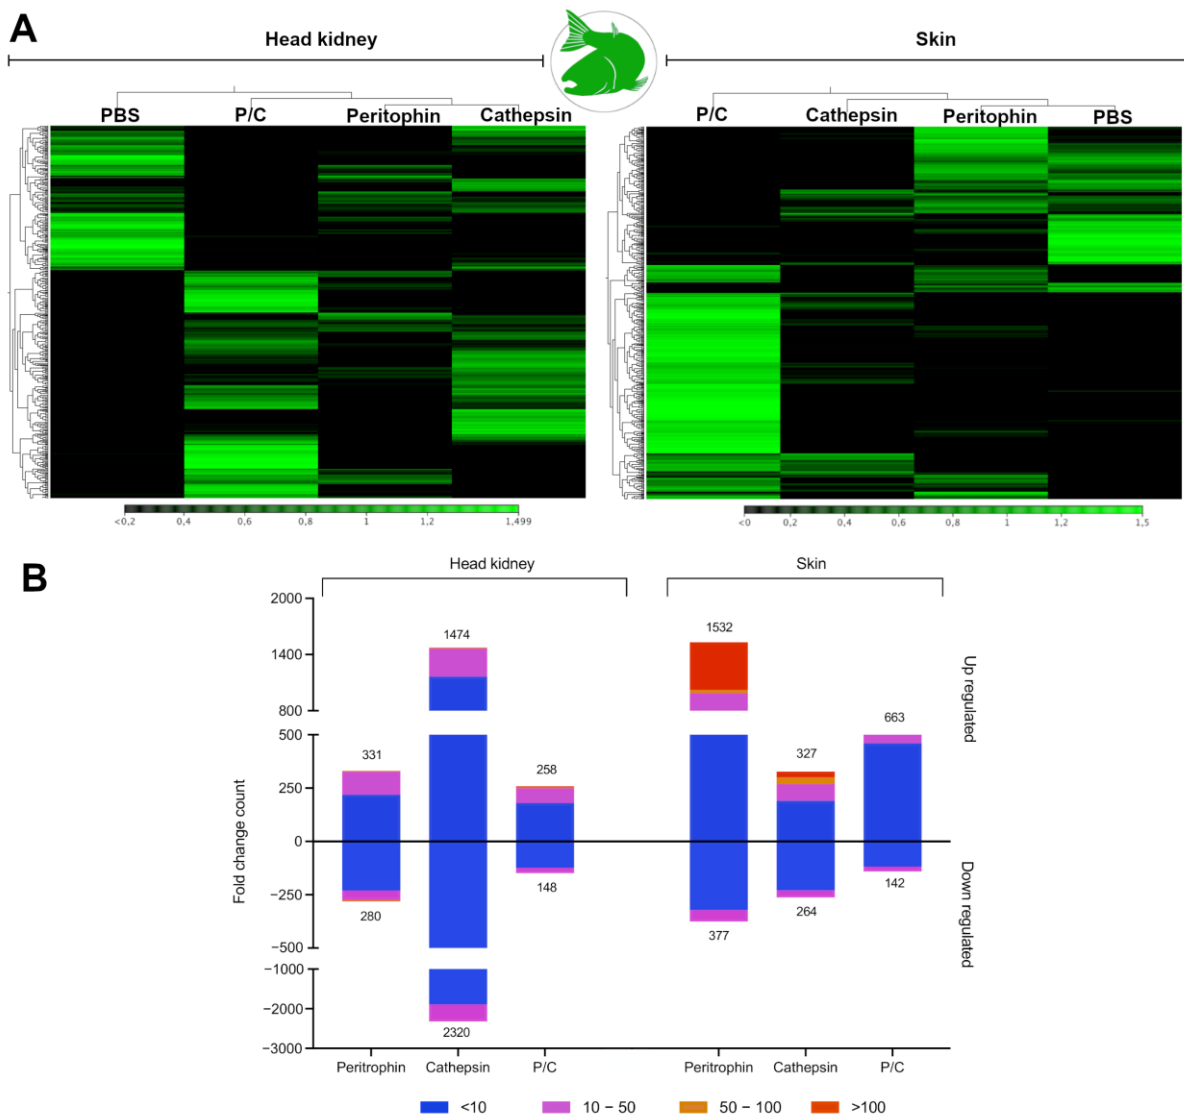 A
Head kidney
Skin
PBS P/C Peritophin Cathepsin
P/C Cathepsin Peritophin PBS
<0,2 0,4 0,6 0,8 1 1,2 1,499
<0 0,2 0,4 0,6 0,8 1 1,2 1,5
B
Head kidney
Skin
2000
1400
800
500
250
0
−250
−500
−1000
−2000
−3000
Fold change count
331
280
1474
2320
258
148
1532
377
327
264
663
142
Up regulated
Down regulated
Peritrophin Cathepsin P/C Peritrophin Cathepsin P/C
<10 10 – 50 50 – 100 >100